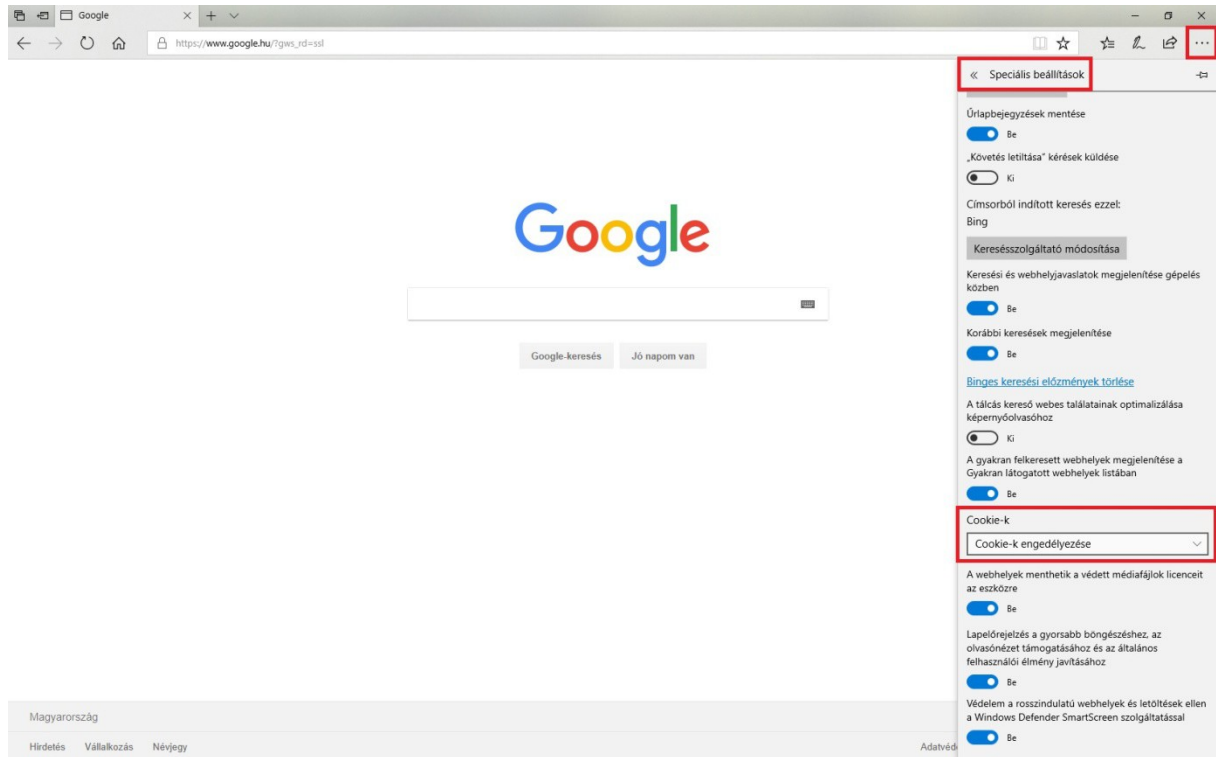 Google
https://www.google.hu/?gws_rd=ssl
Speciális beállítások
Űrlapbejegyzések mentése
Be
„Követés letiltása” kérések küldése
Ki
Címsorból indított keresés ezzel:
Bing
Keresésszolgáltató módosítása
Keresési és webhelyjavaslatok megjelenítése gépelés
közben
Be
Korábbi keresések megjelenítése
Be
Binges keresési előzmények törlése
A tálcás kereső webes találatainak optimalizálása
képernyőolvasóhoz
Ki
A gyakran felkeresett webhelyek megjelenítése a
Gyakran látogatott webhelyek listában
Be
Cookie-k
Cookie-k engedélyezése
A webhelyek menthetik a védett médiafájlok licenceit
az eszközre
Be
Lapelőrejelzés a gyorsabb böngészéshez, az
olvasónézet támogatásához és az általános
felhasználói élmény javításához
Be
Védelem a rosszindulatú webhelyek és letöltések ellen
a Windows Defender SmartScreen szolgáltatással
Be
Google
Google-keresés
Jó napom van
Magyarország
Hirdetés Vállalkozás Névjegy